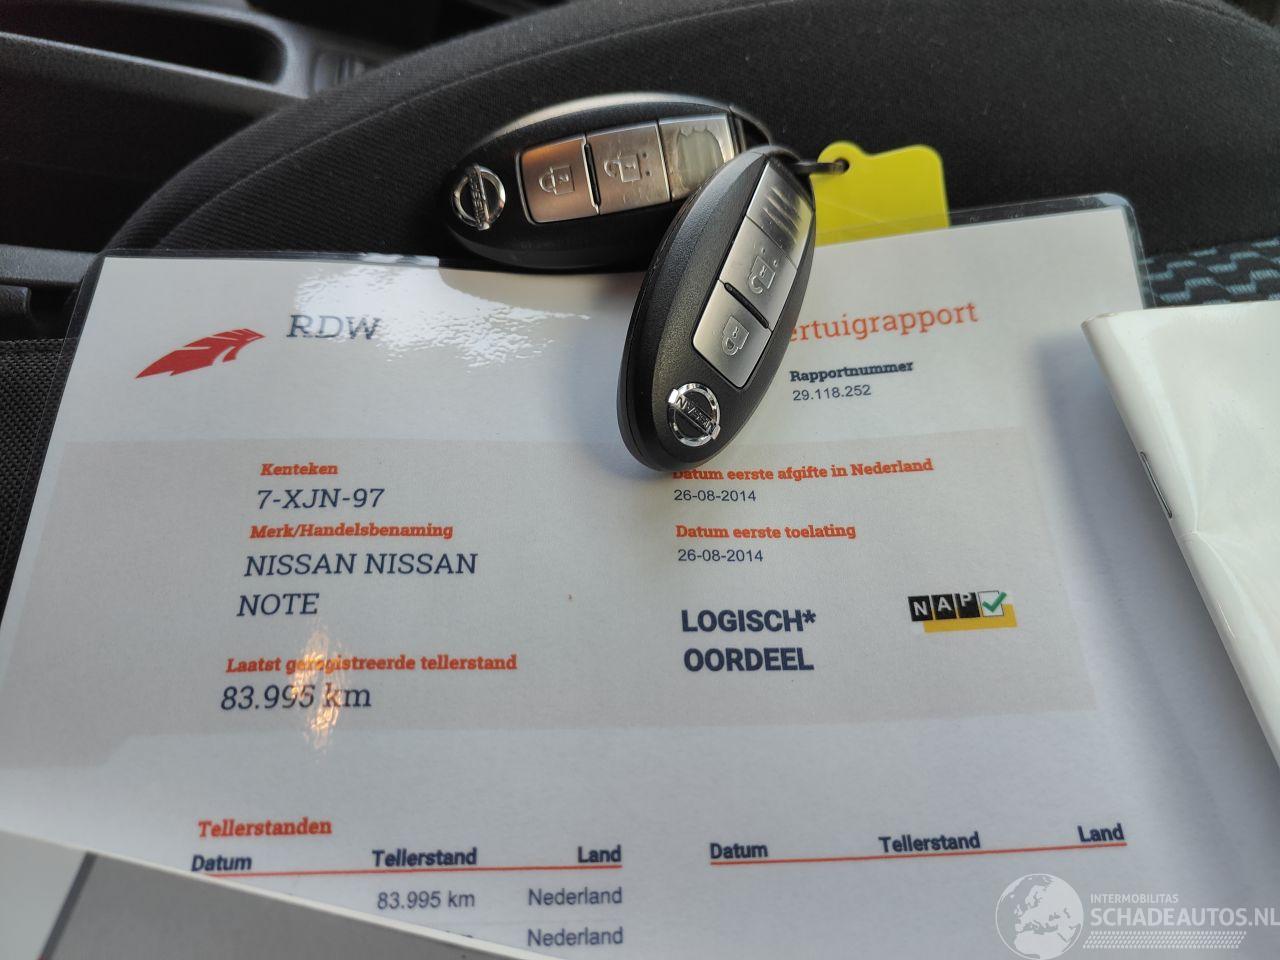 RDW
ertuigrapport
Rapportnummer
29.118.252
Kenteken
7-XJN-97
Merk/Handelsbenaming
NISSAN NISSAN
NOTE
Laatst geregistreerde tellerstand
83.995 km
Datum eerste afgifte in Nederland
26-08-2014
Datum eerste toelating
26-08-2014
LOGISCH*
OORDEEL
NAP
Tellerstanden
Datum Tellerstand Land
83.995 km Nederland
Nederland
Datum Tellerstand Land
NISSAN
NISSAN
INTERMOBILITAS
SCHADEAUTOS.NL